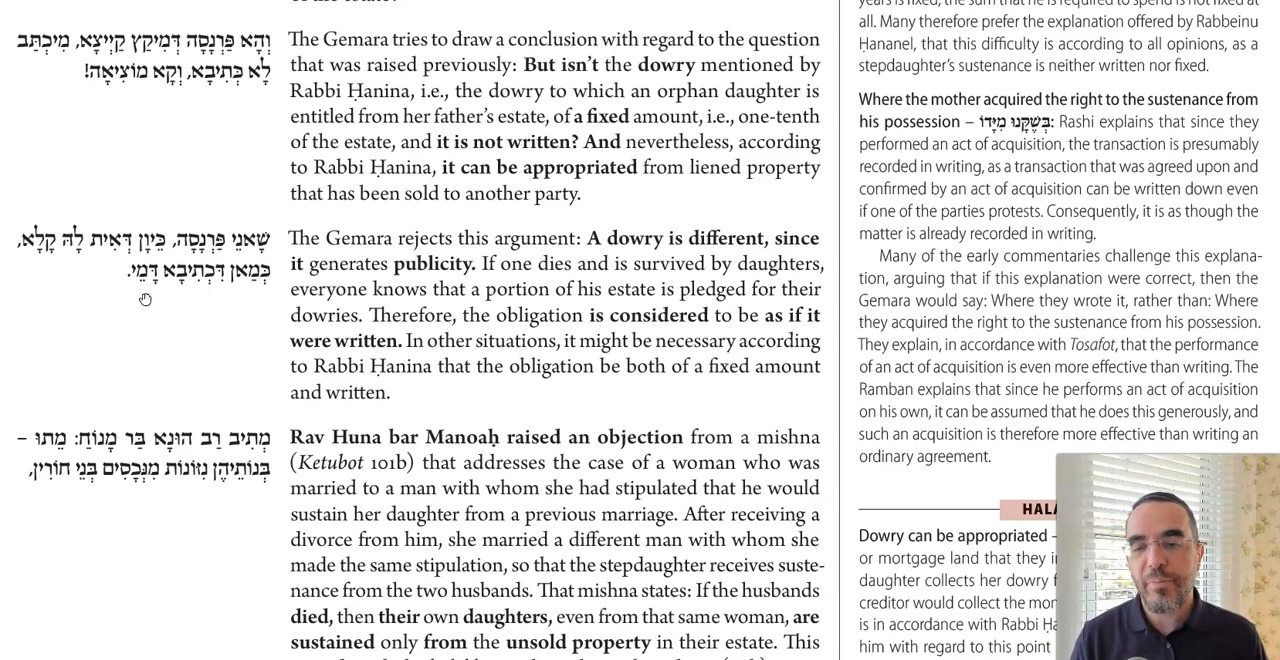 וְהָא פַּרְנָסָה דְּמִיקַץ קַיְיצָא, מִיכְתַּב
לָא כְּתִיבָא, וְקָא מוֹצִיאָה!
The Gemara tries to draw a conclusion with regard to the question
that was raised previously: But isn’t the dowry mentioned by
Rabbi Ḥanina, i.e., the dowry to which an orphan daughter is
entitled from her father’s estate, of a fixed amount, i.e., one-tenth
of the estate, and it is not written? And nevertheless, according
to Rabbi Ḥanina, it can be appropriated from liened property
that has been sold to another party.
שָׁאנֵי פַּרְנָסָה, כֵּיוָן דְּאִית לַהּ קָלָא,
כְּמַאן דִּכְתִיבָא דָּמֵי.
The Gemara rejects this argument: A dowry is different, since
it generates publicity. If one dies and is survived by daughters,
everyone knows that a portion of his estate is pledged for their
dowries. Therefore, the obligation is considered to be as if it
were written. In other situations, it might be necessary according
to Rabbi Ḥanina that the obligation be both of a fixed amount
and written.
מְתִיב רַב הוּנָא בַּר מָנוֹחַ: מֵתוּ –
בְּנוֹתֵיהֶן נִזּוֹנוֹת מִנְּכָסִים בְּנֵי חוֹרִין,
Rav Huna bar Manoaḥ raised an objection from a mishna
(Ketubot 101b) that addresses the case of a woman who was
married to a man with whom she had stipulated that he would
sustain her daughter from a previous marriage. After receiving a
divorce from him, she married a different man with whom she
made the same stipulation, so that the stepdaughter receives suste-
nance from the two husbands. That mishna states: If the husbands
died, then their own daughters, even from that same woman, are
sustained only from the unsold property in their estate. This
years is fixed, the sum that he is required to spend is not fixed at
all. Many therefore prefer the explanation offered by Rabbeinu
Ḥananel, that this difficulty is according to all opinions, as a
stepdaughter’s sustenance is neither written nor fixed.
Where the mother acquired the right to the sustenance from
his possession – בְּשֶׁקָּנוּ מִיָּדוֹ: Rashi explains that since they
performed an act of acquisition, the transaction is presumably
recorded in writing, as a transaction that was agreed upon and
confirmed by an act of acquisition can be written down even
if one of the parties protests. Consequently, it is as though the
matter is already recorded in writing.
Many of the early commentaries challenge this explana-
tion, arguing that if this explanation were correct, then the
Gemara would say: Where they wrote it, rather than: Where
they acquired the right to the sustenance from his possession.
They explain, in accordance with Tosafot, that the performance
of an act of acquisition is even more effective than writing. The
Ramban explains that since he performs an act of acquisition
on his own, it can be assumed that he does this generously, and
such an acquisition is therefore more effective than writing an
ordinary agreement.
HALA
Dowry can be appropriated –
or mortgage land that they i
daughter collects her dowry f
creditor would collect the mor
is in accordance with Rabbi Ḥa
him with regard to this point